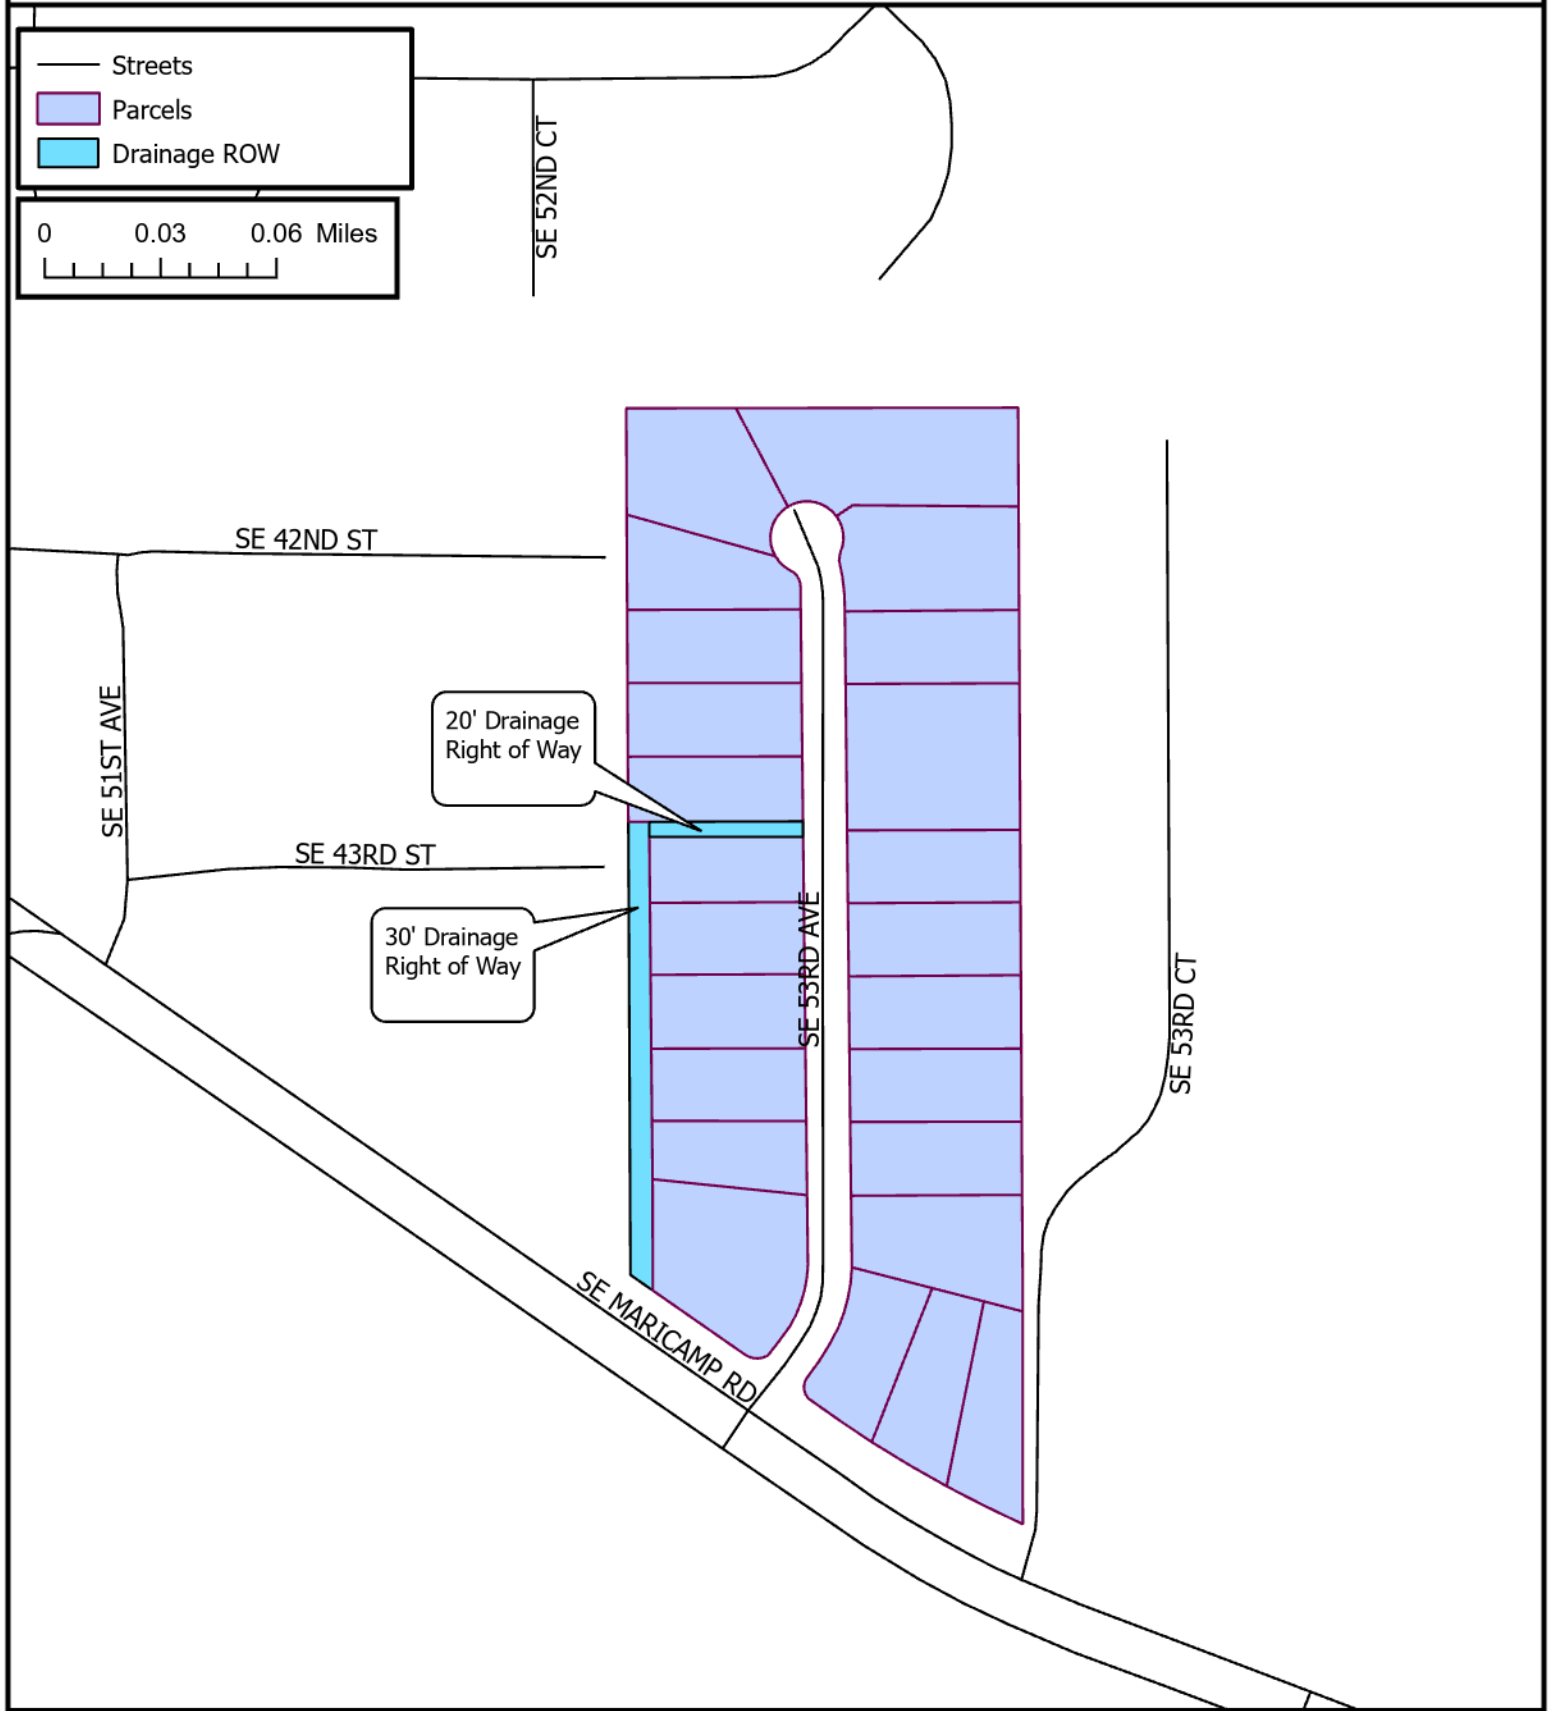 Streets
Parcels
Drainage ROW
0 0.03 0.06 Miles
SE 52ND CT
SE 42ND ST
SE 51ST AVE
20' Drainage
Right of Way
SE 43RD ST
30' Drainage
Right of Way
SE 53RD AVE
SE 53RD CT
SE MARICAMP RD